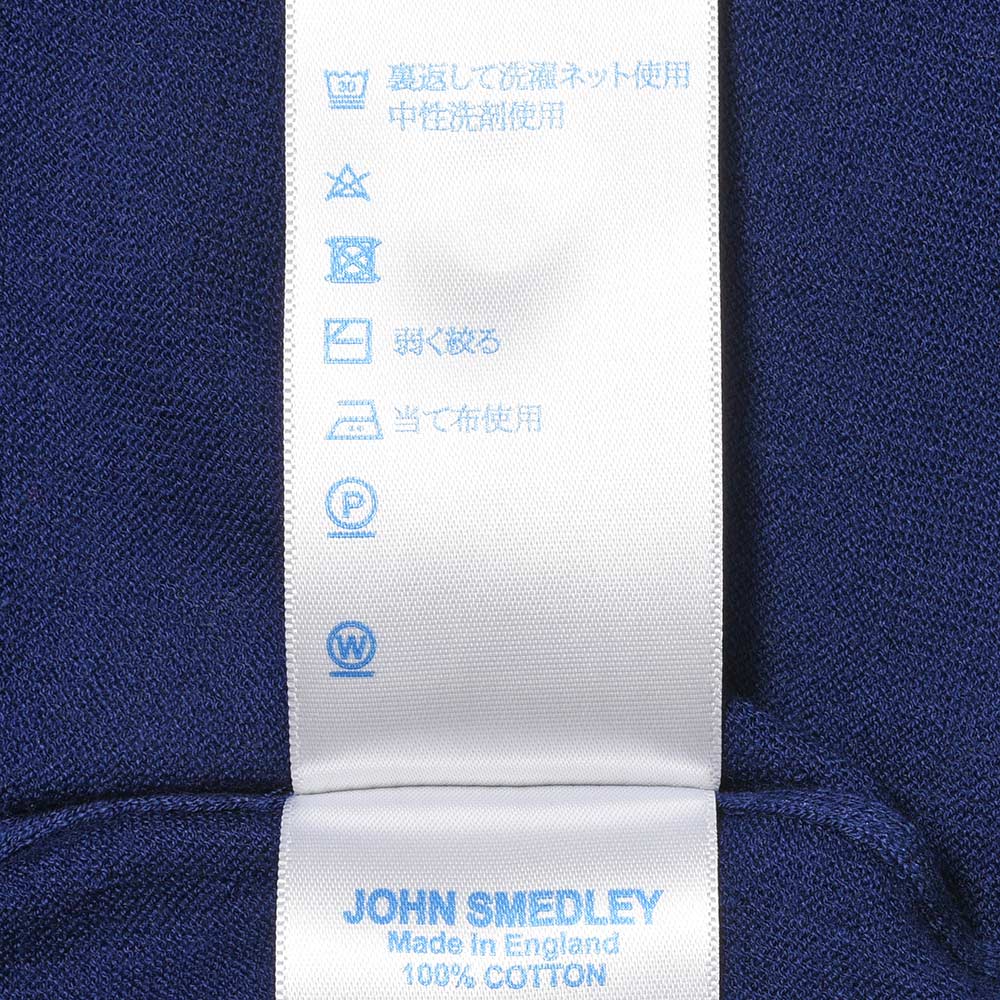 30
裏返して洗濯ネット使用
中性洗剤使用
弱く絞る
当て布使用
P
W
JOHN SMEDLEY
Made in England
100% COTTON